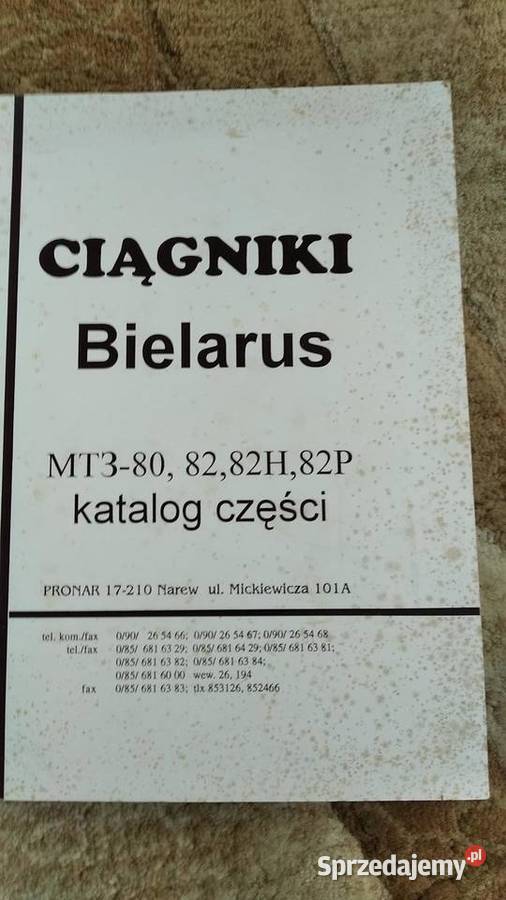 CIĄGNIKI
Bielarus
МТЗ-80, 82,82Н,82Р
katalog części
PRONAR 17-210 Narew ul. Mickiewicza 101A
tel. kom./fax 0/90/ 26 54 66; 0/90/ 26 54 67; 0/90/ 26 54 68
tel./fax 0/85/ 681 63 29; 0/85/ 681 64 29; 0/85/ 681 63 81;
0/85/ 681 63 82; 0/85/ 681 63 84;
0/85/ 681 60 00 wew. 26, 194
fax 0/85/ 681 63 83; tlx 853126, 852466
Sprzedajemy.pl